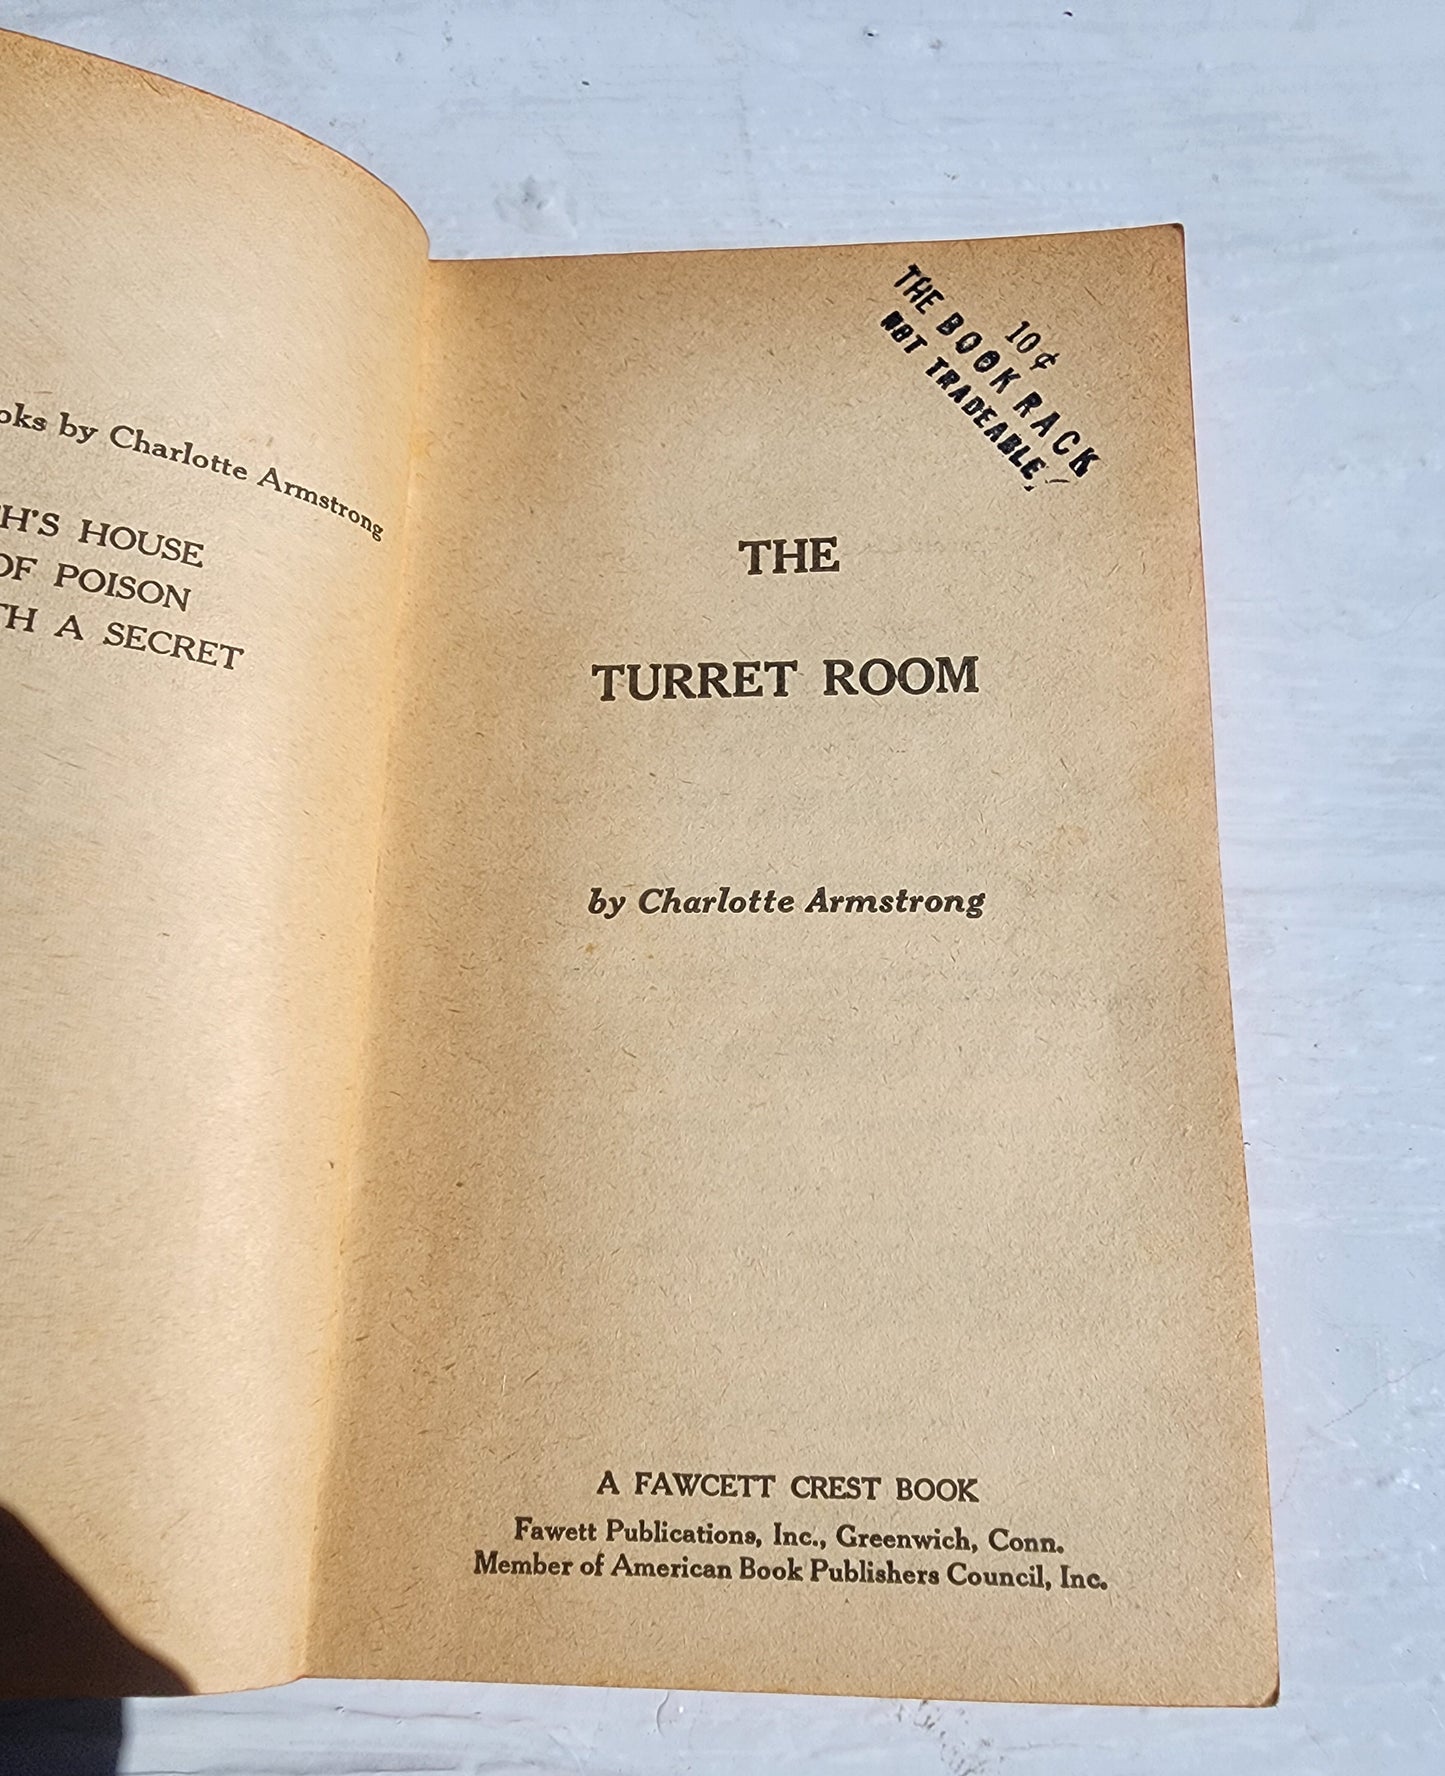 oks by Charlotte Armstrong
H'S HOUSE
OF POISON
TH A SECRET
10¢
THE BOOK RACK
NOT TRADEABLE
THE
TURRET ROOM
by Charlotte Armstrong
A FAWCETT CREST BOOK
Fawett Publications, Inc., Greenwich, Conn.
Member of American Book Publishers Council, Inc.